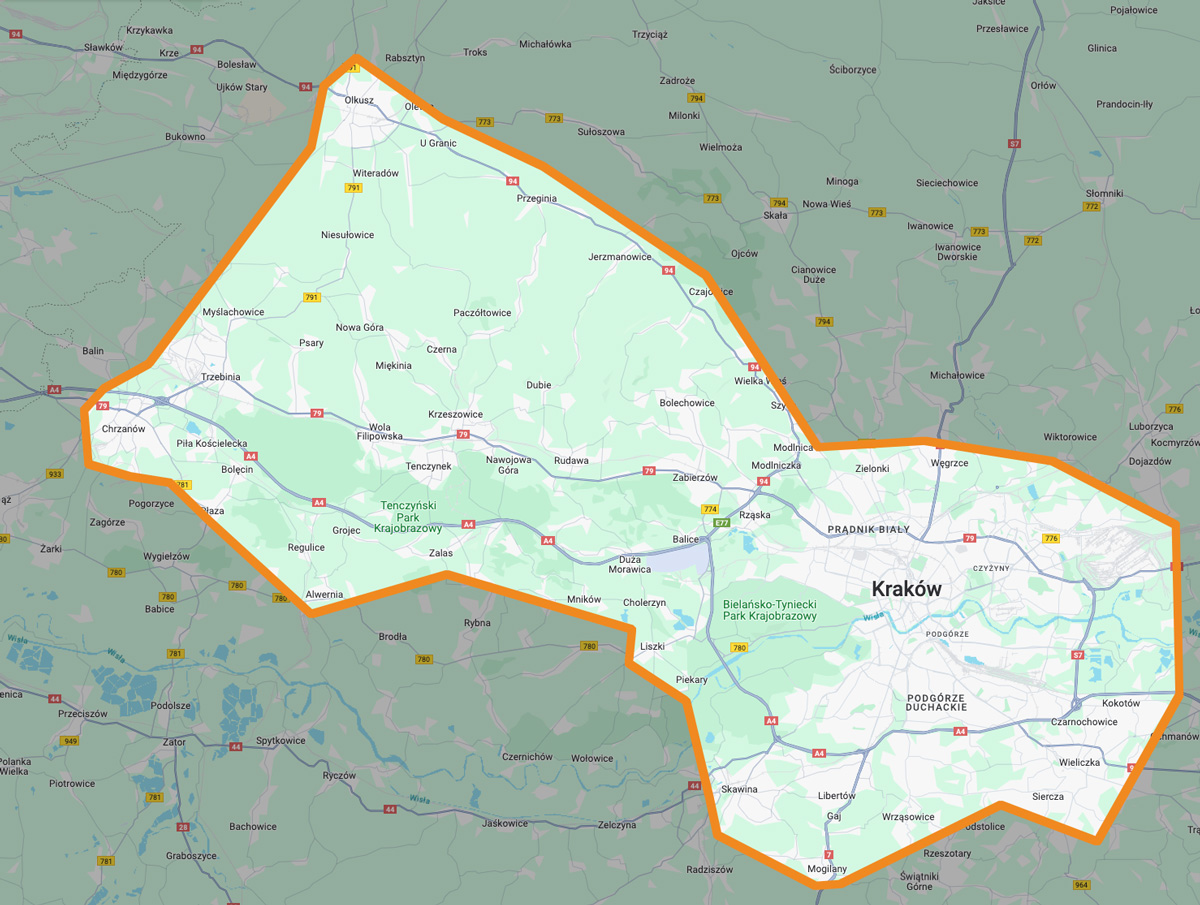 Jaksice
Pojałowice
Krzykawka
Przesławice
94
Trzyciąż
Sławków
Michałówka
Glinica
94
Krze
Troks
Rabsztyn
Bolesław
91
Ściborzyce
Międzygórze
Zadroże
Ujków Stary
94
Orłów
Olkusz
794
Prandocin-Iły
Milonki
773
773
Sułoszowa
Bukowno
U Granic
S7
Wielmoża
Witeradów
94
Minoga
Sieciechowice
791
Przeginia
773
794
Nowa Wieś
773
Słomniki
772
Skała
Iwanowice
773
Niesułowice
772
Iwanowice
Dworskie
Jerzmanowice
Ojców
94
Cianowice
Duże
Czajowice
791
Myślachowice
Paczółtowice
794
Nowa Góra
Psary
Balin
Czerna
Miękinia
94
Trzebinia
Michałowice
Wielka Wieś
A4
Dubie
79
Bolechowice
Szy
776
79
Krzeszowice
Chrzanów
Wola
Filipowska
79
Luborzyca
Wiktorowice
Piła Kościelecka
Kocmyrzów
Modlnica
A4
Nawojowa
Góra
Rudawa
Tenczynek
Modlniczka
Węgrzce
Dojazdów
Bolęcin
79
Zielonki
933
Zabierzów
94
781
Pogorzyce
A4
Płaza
Tenczyński
Park
Krajobrazowy
774
Rząska
Zagórze
E77
A4
Grojec
PRĄDNIK BIAŁY
79
776
Balice
A4
Żarki
Regulice
Zalas
Wygiełzów
Duża
Morawica
CZYŻYNY
780
780
Kraków
Alwernia
780
780
Mników
Cholerzyn
Babice
Bielańsko-Tyniecki
Park Krajobrazowy
Wisła
Rybna
Wisła
Brodła
PODGÓRZE
780
Liszki
780
781
Wisła
780
S7
Piekary
44
PODGÓRZE
DUCHACKIE
Kokotów
Podolsze
Przeciszów
A4
Czarnochowice
A4
949
Zator
Spytkowice
44
A4
Czernichów
Wołowice
Wieliczka
Polanka
Wielka
Ryczów
Piotrowice
44
Skawina
781
Wisła
Libertów
Siercza
44
Gaj
Wrząsowice
Jaśkowice
Zelczyna
28
Bachowice
Rzeszotary
7
Graboszyce
781
Radziszów
Mogilany
Świątniki
Górne
964